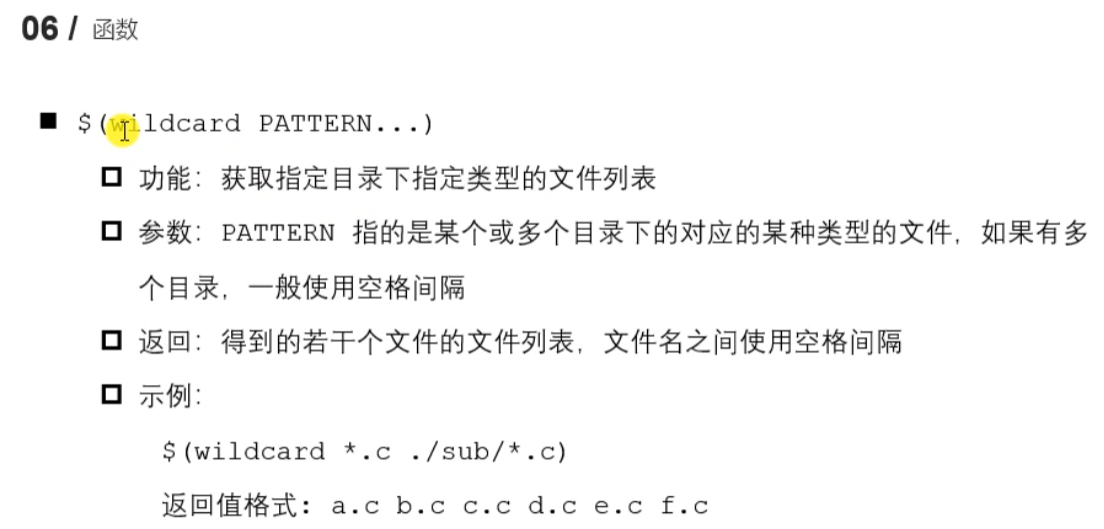 06 / 函数
$(wildcard PATTERN...)
功能：获取指定目录下指定类型的文件列表
参数：PATTERN 指的是某个或多个目录下的对应的某种类型的文件，如果有多
个目录，一般使用空格间隔
返回：得到的若干个文件的文件列表，文件名之间使用空格间隔
示例：
$(wildcard *.c ./sub/*.c)
返回值格式：a.c b.c c.c d.c e.c f.c